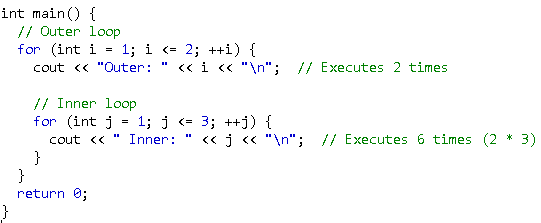 int main() {
  // Outer loop
  for (int i = 1; i <= 2; ++i) {
    cout << "Outer: " << i << "\n";  // Executes 2 times

    // Inner loop
    for (int j = 1; j <= 3; ++j) {
      cout << " Inner: " << j << "\n";  // Executes 6 times (2 * 3)
    }
  }
  return 0;
}